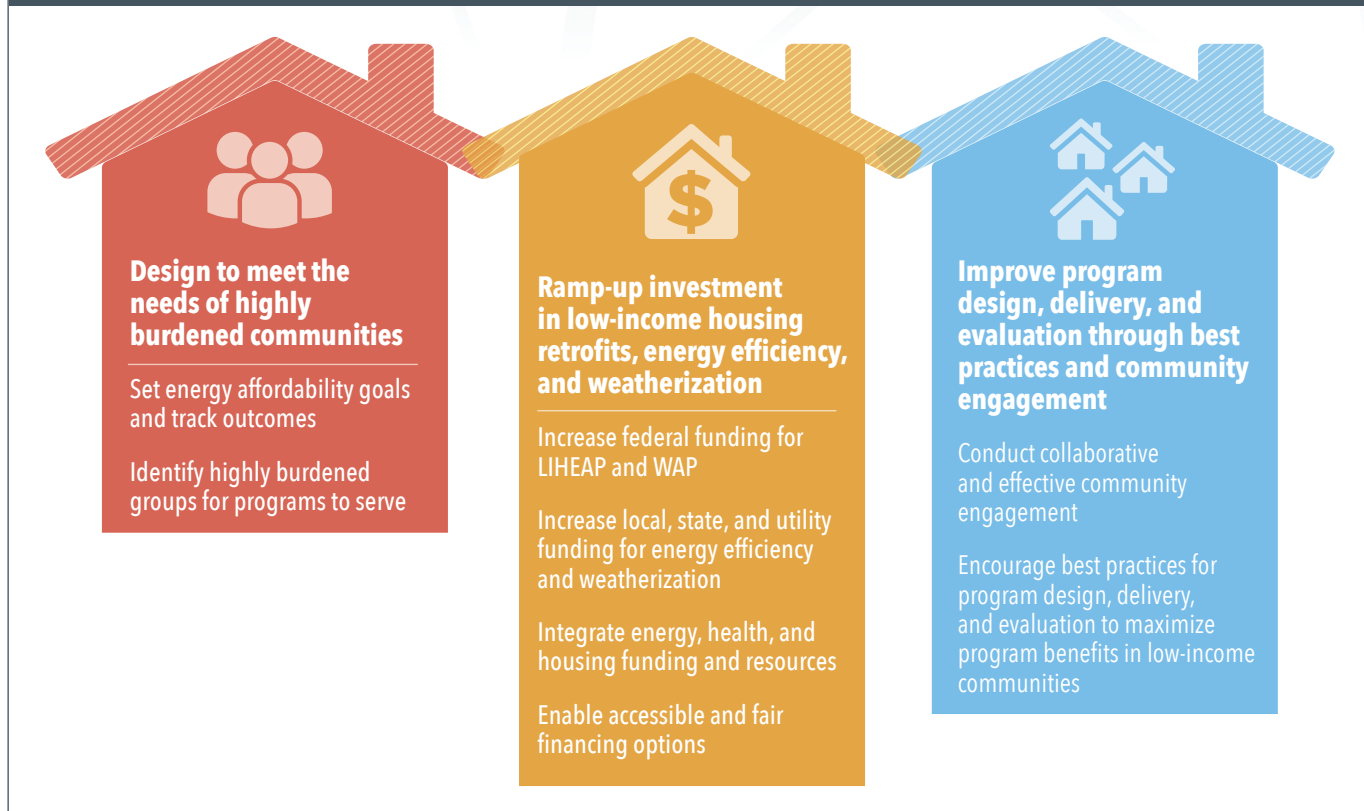 Design to meet the
needs of highly
burdened communities
Set energy affordability goals
and track outcomes
Identify highly burdened
groups for programs to serve
$
Ramp-up investment
in low-income housing
retrofits, energy efficiency,
and weatherization
Increase federal funding for
LIHEAP and WAP
Increase local, state, and utility
funding for energy efficiency
and weatherization
Integrate energy, health, and
housing funding and resources
Enable accessible and fair
financing options
Improve program
design, delivery, and
evaluation through best
practices and community
engagement
Conduct collaborative
and effective community
engagement
Encourage best practices for
program design, delivery,
and evaluation to maximize
program benefits in low-income
communities